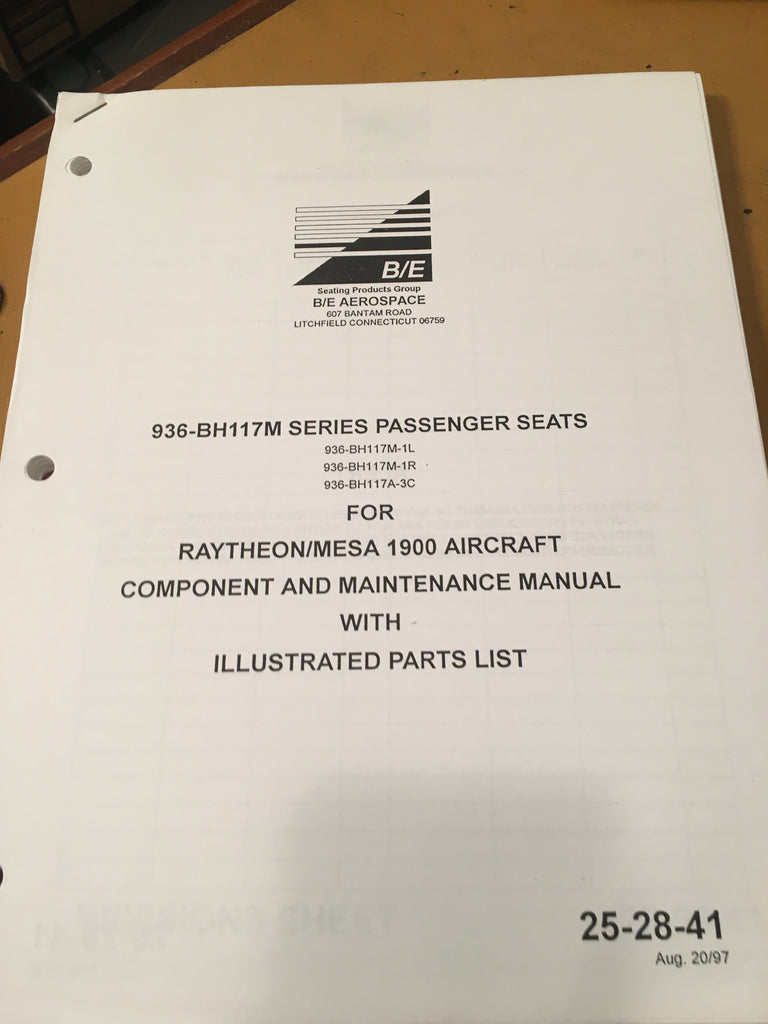 B/E
Seating Products Group
B/E AEROSPACE
607 BANTAM ROAD
LITCHFIELD CONNECTICUT 06759
936-BH117M SERIES PASSENGER SEATS
936-BH117M-1L
936-BH117M-1R
936-BH117A-3C
FOR
RAYTHEON/MESA 1900 AIRCRAFT
COMPONENT AND MAINTENANCE MANUAL
WITH
ILLUSTRATED PARTS LIST
REVISIONS SHEET
25-28-41
Aug. 20/97